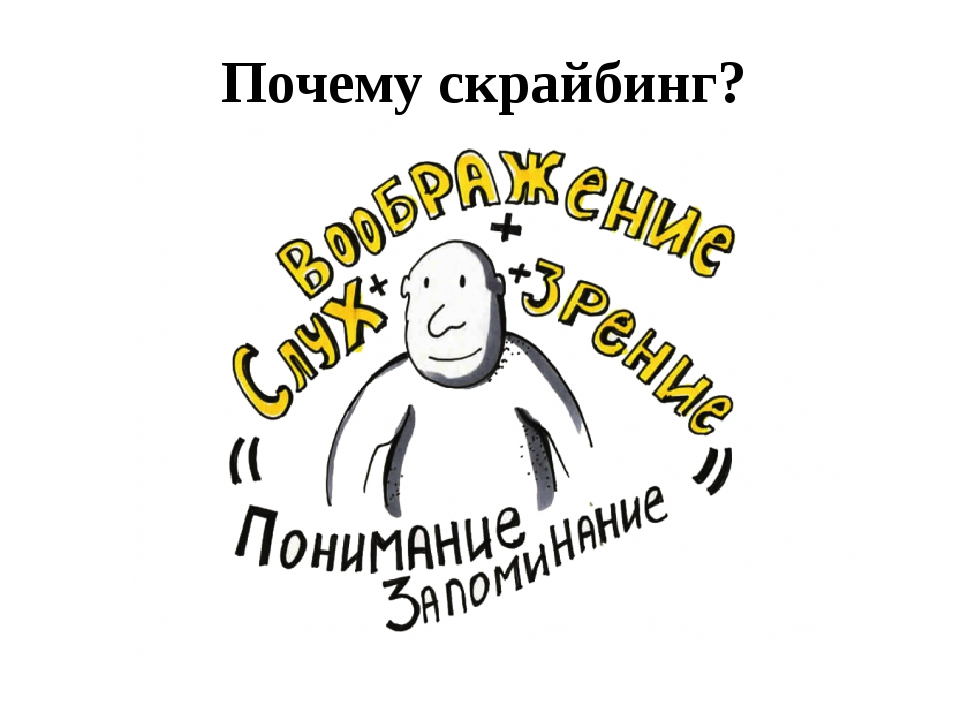 Почему скрайбинг?
Слух + Воображение + + Зрение
" Понимание "
Запоминание